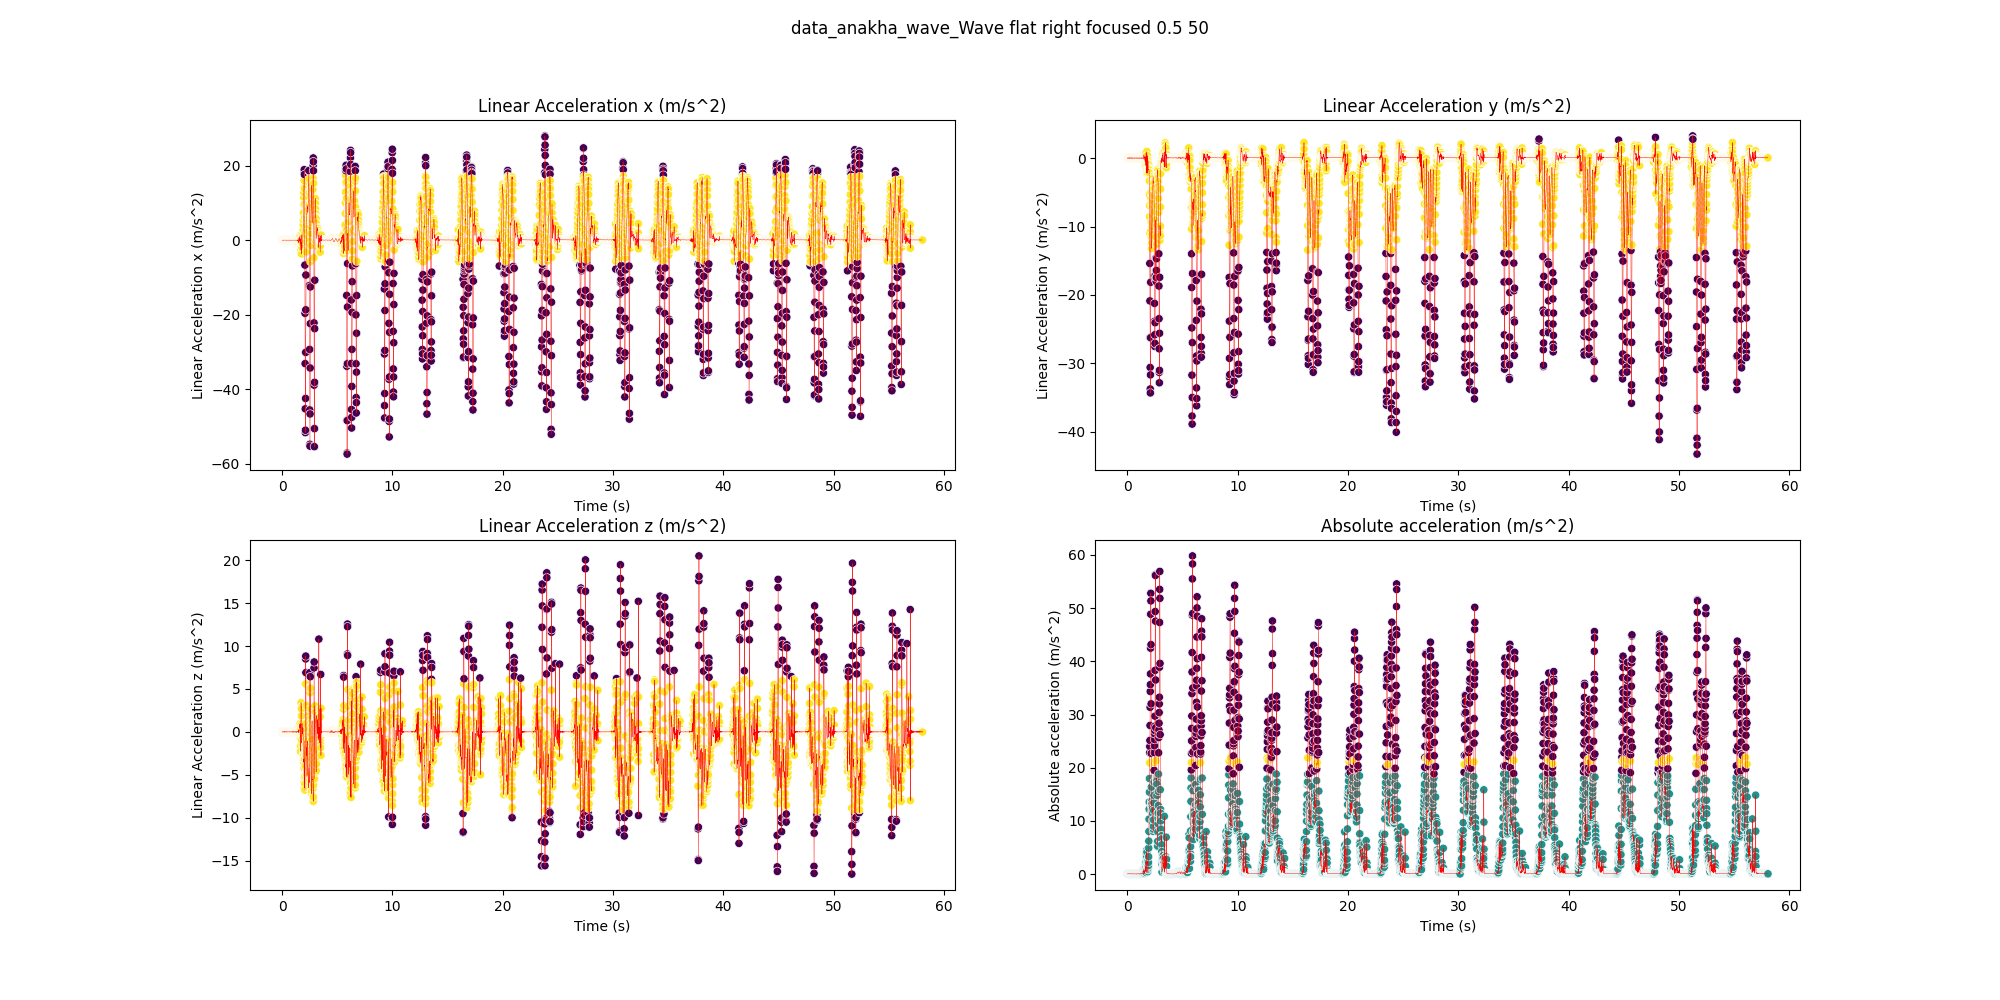 data_anakha_wave_Wave flat right focused 0.5 50
Linear Acceleration x (m/s^2)
Linear Acceleration x (m/s^2)
20
0
−20
−40
−60
0 10 20 30 40 50 60
Time (s)
Linear Acceleration y (m/s^2)
Linear Acceleration y (m/s^2)
0
−10
−20
−30
−40
0 10 20 30 40 50 60
Time (s)
Linear Acceleration z (m/s^2)
Linear Acceleration z (m/s^2)
20
15
10
5
0
−5
−10
−15
0 10 20 30 40 50 60
Time (s)
Absolute acceleration (m/s^2)
Absolute acceleration (m/s^2)
60
50
40
30
20
10
0
0 10 20 30 40 50 60
Time (s)